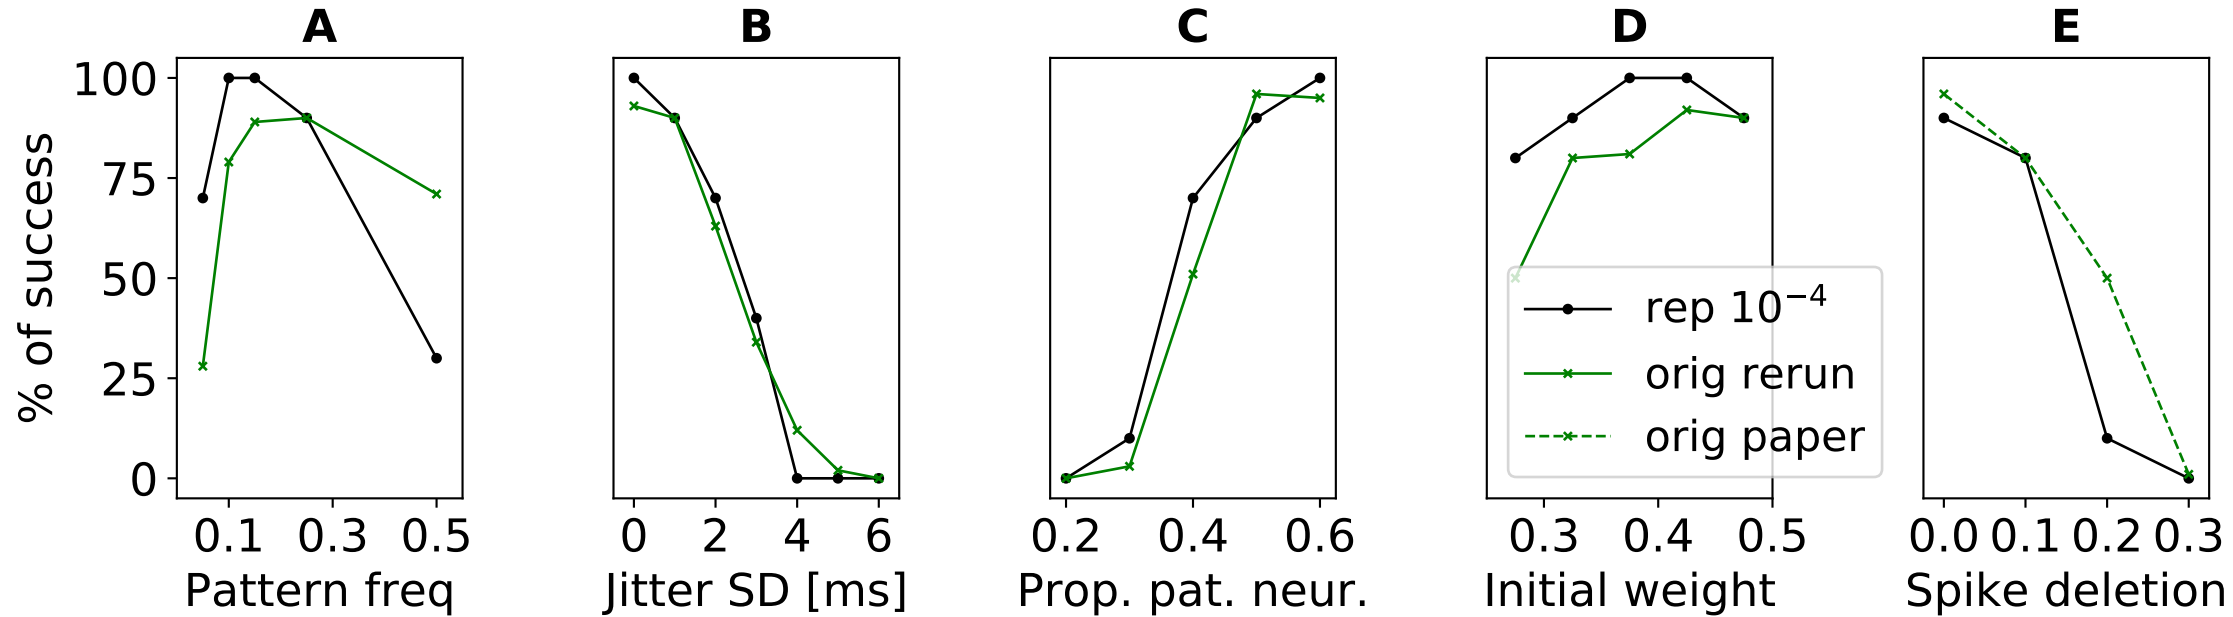 A B C D E
% of success
100
75
50
25
0
0.1 0.3 0.5
Pattern freq
0 2 4 6
Jitter SD [ms]
0.2 0.4 0.6
Prop. pat. neur.
rep 10⁻⁴
orig rerun
orig paper
0.3 0.4 0.5
Initial weight
0.0 0.1 0.2 0.3
Spike deletion